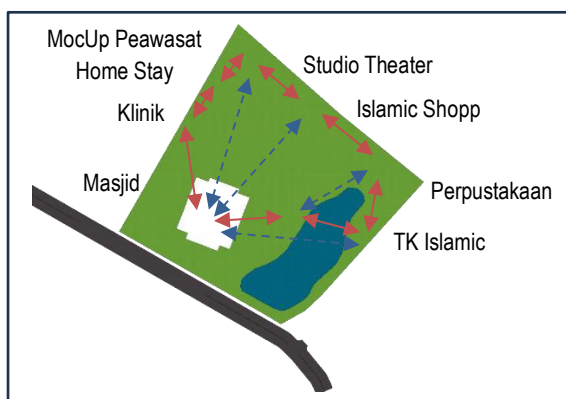 MocUp Peawasat
Home Stay
Klinik
Masjid
Studio Theater
Islamic Shopp
Perpustakaan
TK Islamic